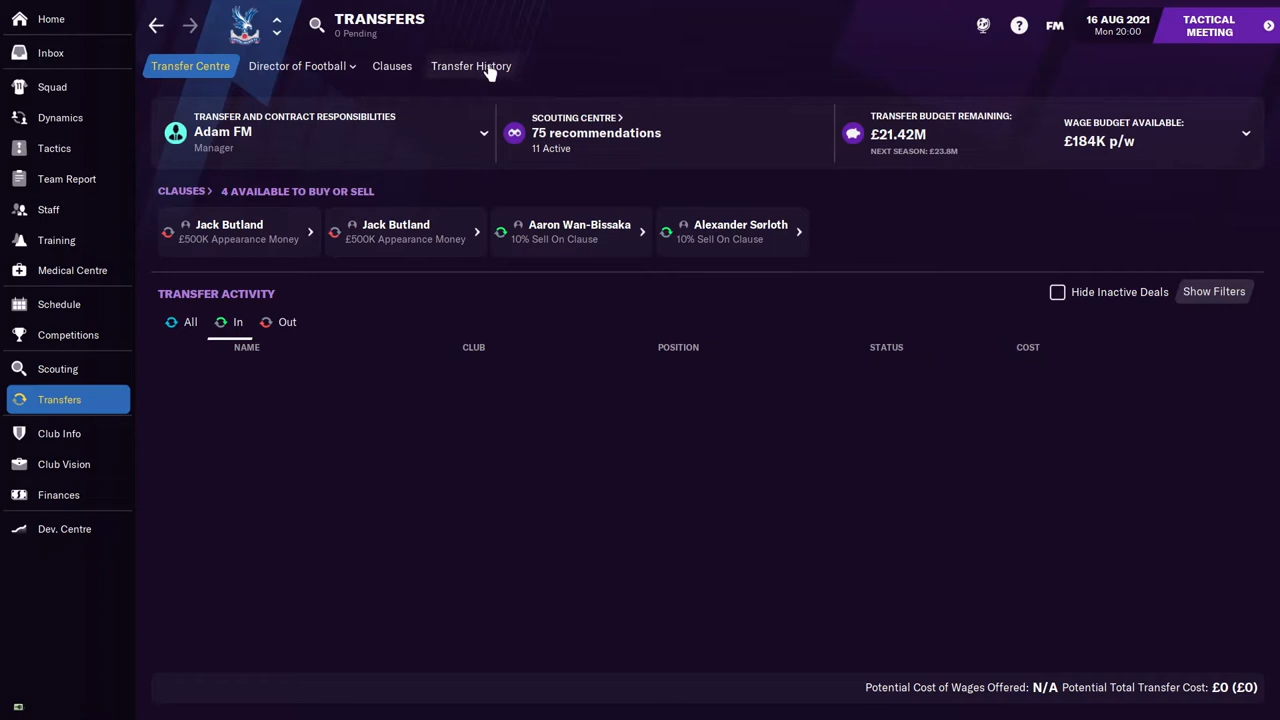 Home
Inbox
Squad
Dynamics
Tactics
Team Report
Staff
Training
Medical Centre
Schedule
Competitions
Scouting
Transfers
Club Info
Club Vision
Finances
Dev. Centre
TRANSFERS
0 Pending
?
FM
16 AUG 2021
Mon 20:00
TACTICAL
MEETING
Transfer Centre
Director of Football
Clauses
Transfer History
TRANSFER AND CONTRACT RESPONSIBILITIES
Adam FM
Manager
SCOUTING CENTRE >
75 recommendations
11 Active
TRANSFER BUDGET REMAINING:
£21.42M
NEXT SEASON: £23.8M
WAGE BUDGET AVAILABLE:
£184K p/w
CLAUSES > 4 AVAILABLE TO BUY OR SELL
Jack Butland
£500K Appearance Money
Jack Butland
£500K Appearance Money
Aaron Wan-Bissaka
10% Sell On Clause
Alexander Sørloth
10% Sell On Clause
TRANSFER ACTIVITY
Hide Inactive Deals
Show Filters
All
In
Out
NAME
CLUB
POSITION
STATUS
COST
Potential Cost of Wages Offered: N/A Potential Total Transfer Cost: £0 (£0)